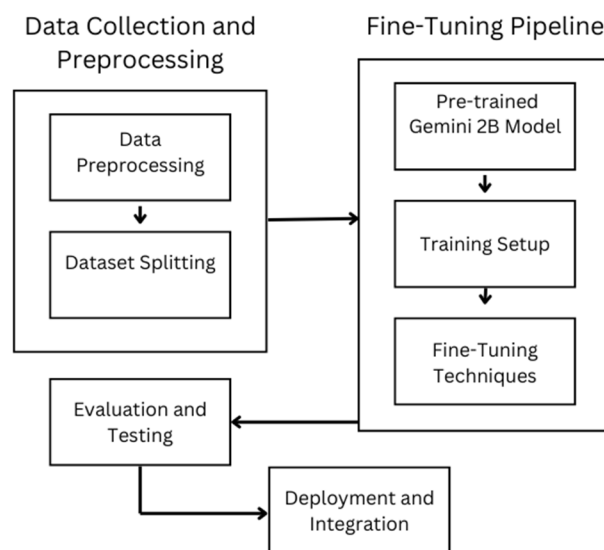 Data Collection and
Preprocessing
Data
Preprocessing
Dataset Splitting
Fine-Tuning Pipeline
Pre-trained
Gemini 2B Model
Training Setup
Fine-Tuning
Techniques
Evaluation and
Testing
Deployment and
Integration